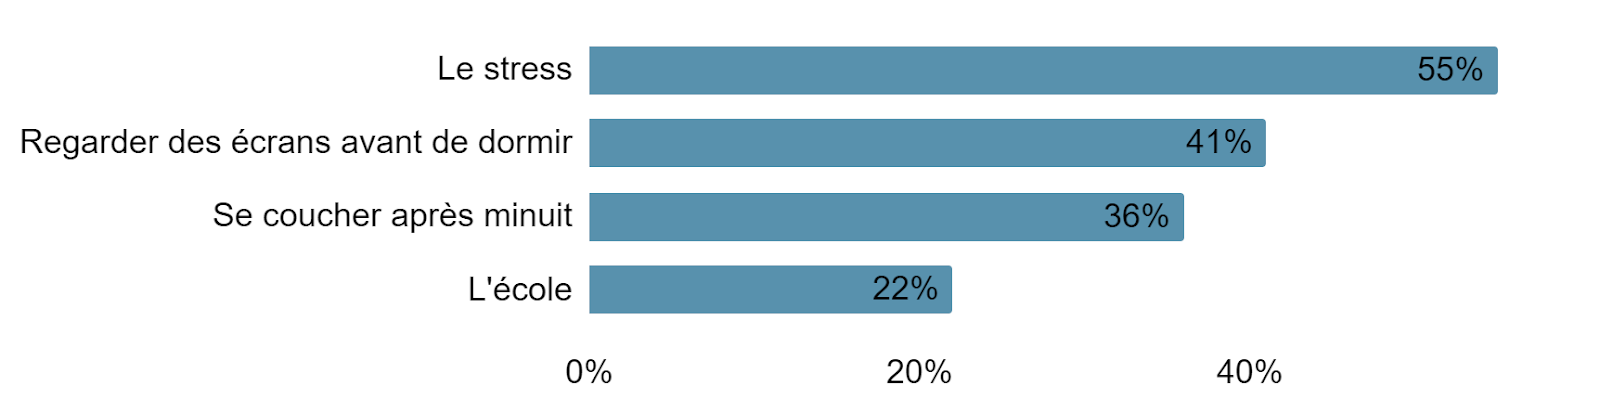 Le stress 55%
Regarder des écrans avant de dormir 41%
Se coucher après minuit 36%
L'école 22%
0% 20% 40%